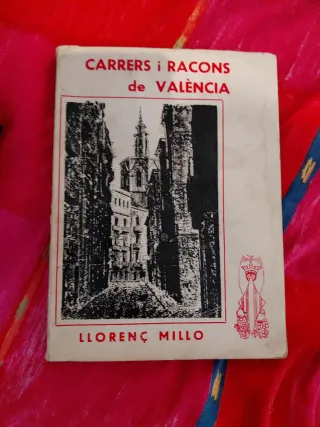 CARRERS i RACONS
de VALÈNCIA
LLORENÇ MILLO